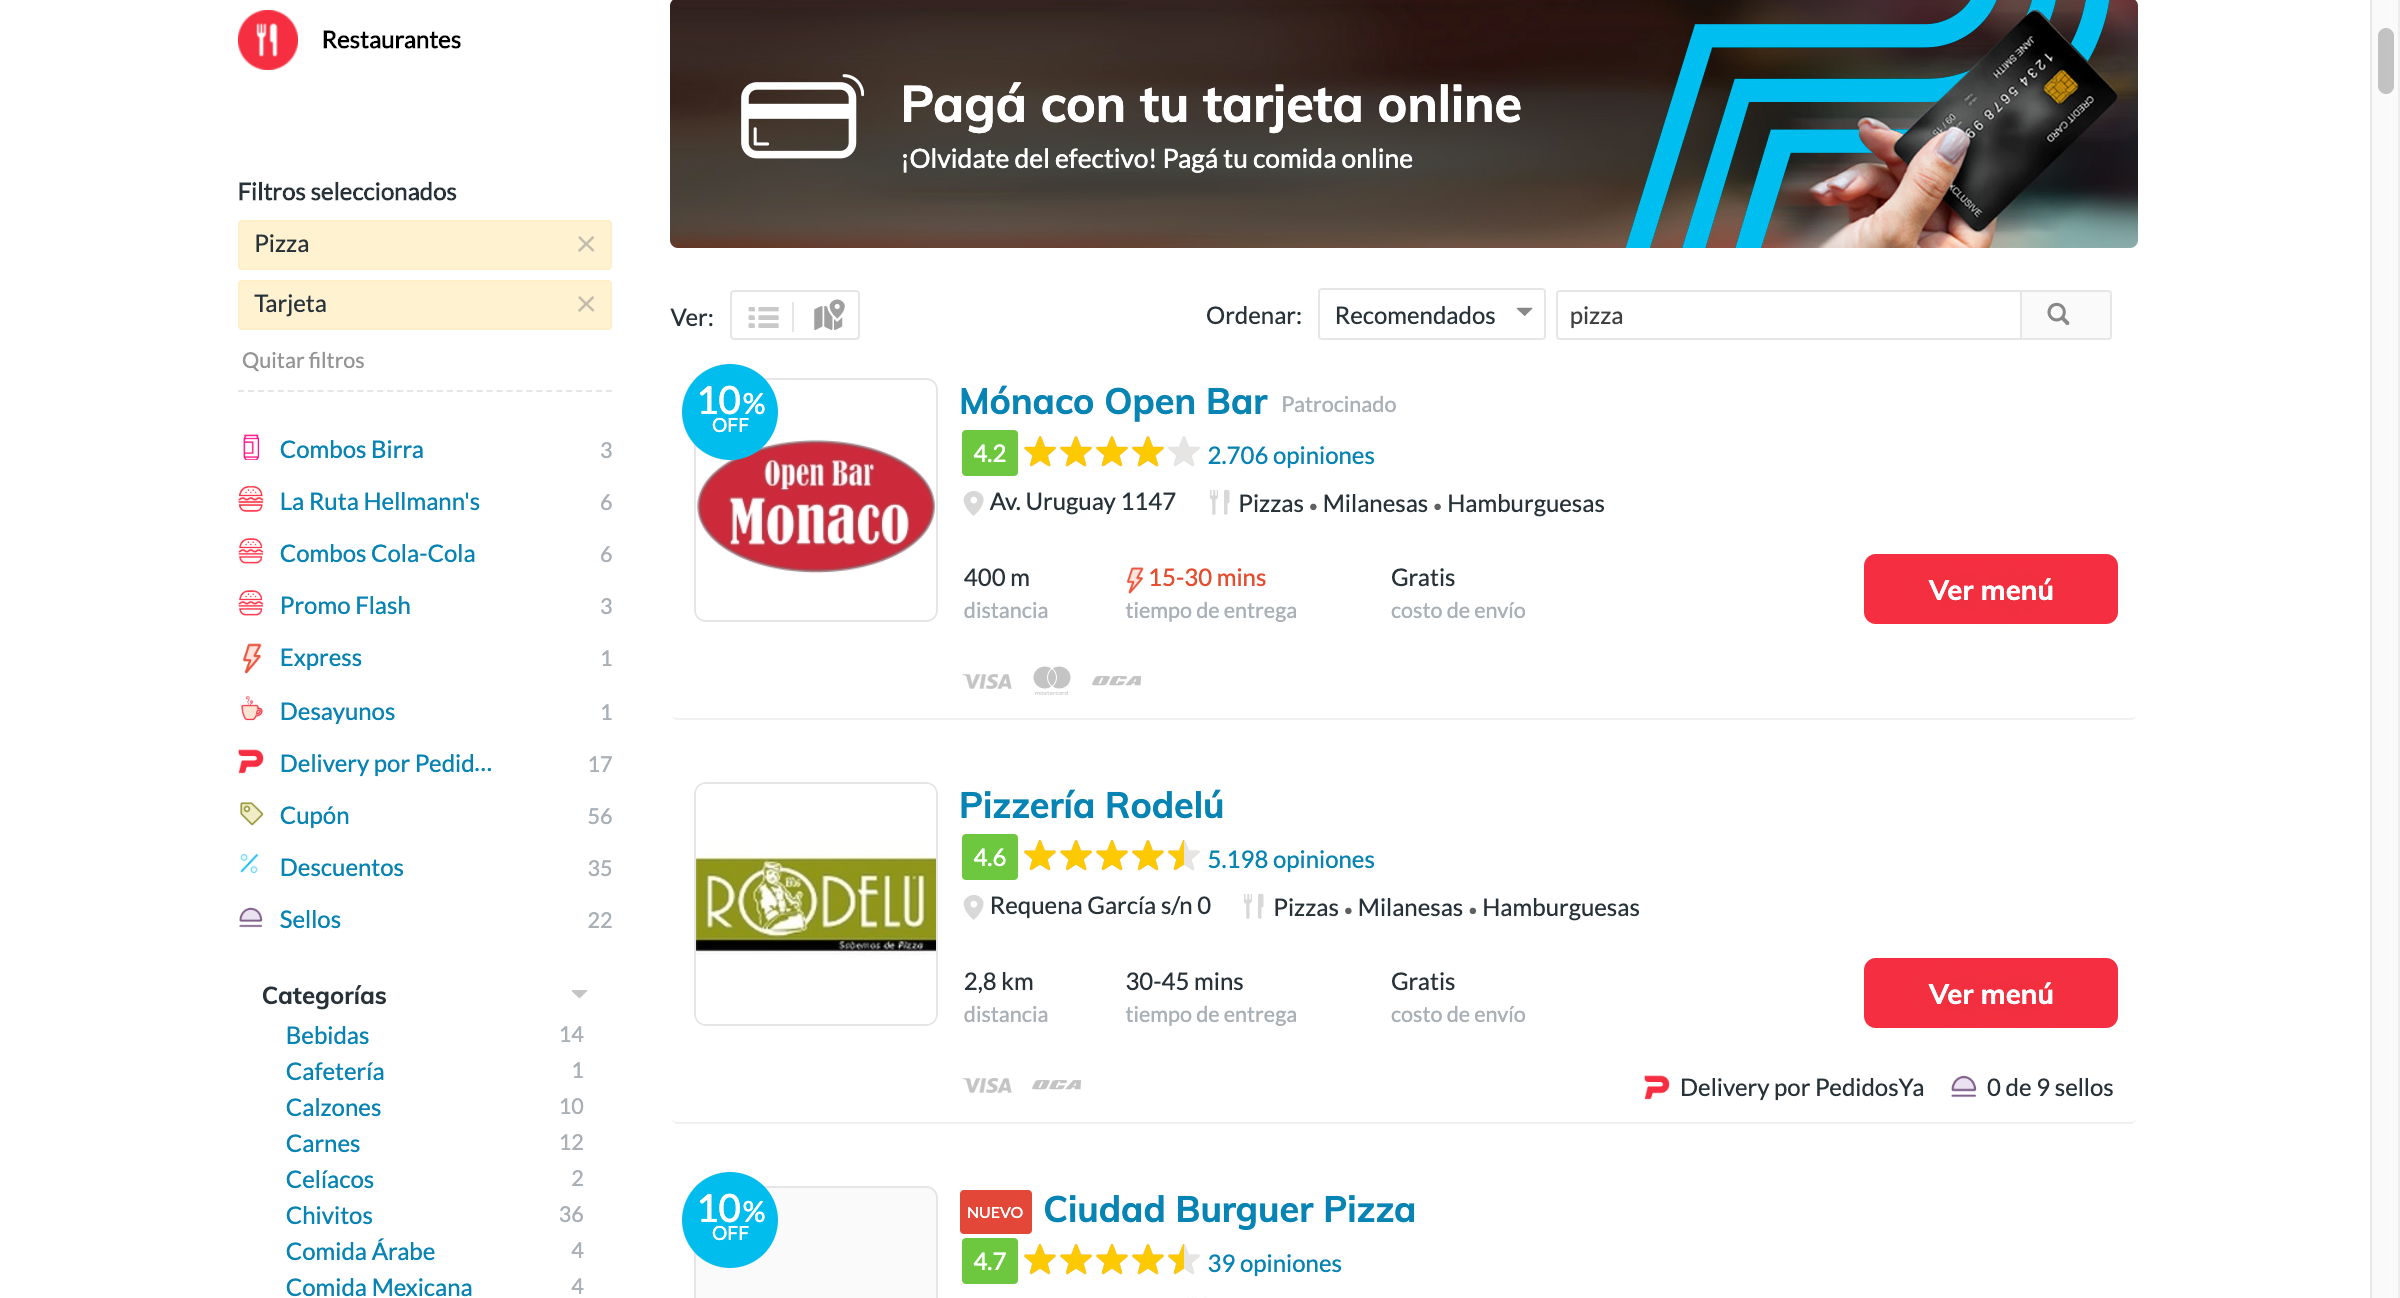 Restaurantes
Filtros seleccionados
Pizza
Tarjeta
Quitar filtros
Combos Birra 3
La Ruta Hellmann's 6
Combos Cola-Cola 6
Promo Flash 3
Express 1
Desayunos 1
Delivery por Pedid... 17
Cupón 56
Descuentos 35
Sellos 22
Categorías
Bebidas 14
Cafetería 1
Calzones 10
Carnes 12
Celíacos 2
Chivitos 36
Comida Árabe 4
Comida Mexicana 4
Pagá con tu tarjeta online
¡Olvidate del efectivo! Pagá tu comida online
JANE SMITH
CREDIT CARD
Ver:
Ordenar: Recomendados pizza
10% OFF
Open Bar
Monaco
Mónaco Open Bar Patrocinado
4.2 2.706 opiniones
Av. Uruguay 1147 Pizzas • Milanesas • Hamburguesas
400 m 15-30 mins Gratis
distancia tiempo de entrega costo de envío
Ver menú
VISA mastercard OCA
RODELÚ
Sabemos de Pizza
Pizzería Rodelú
4.6 5.198 opiniones
Requena García s/n 0 Pizzas • Milanesas • Hamburguesas
2,8 km 30-45 mins Gratis
distancia tiempo de entrega costo de envío
Ver menú
VISA OCA
Delivery por PedidosYa 0 de 9 sellos
10% OFF
NUEVO Ciudad Burguer Pizza
4.7 39 opiniones